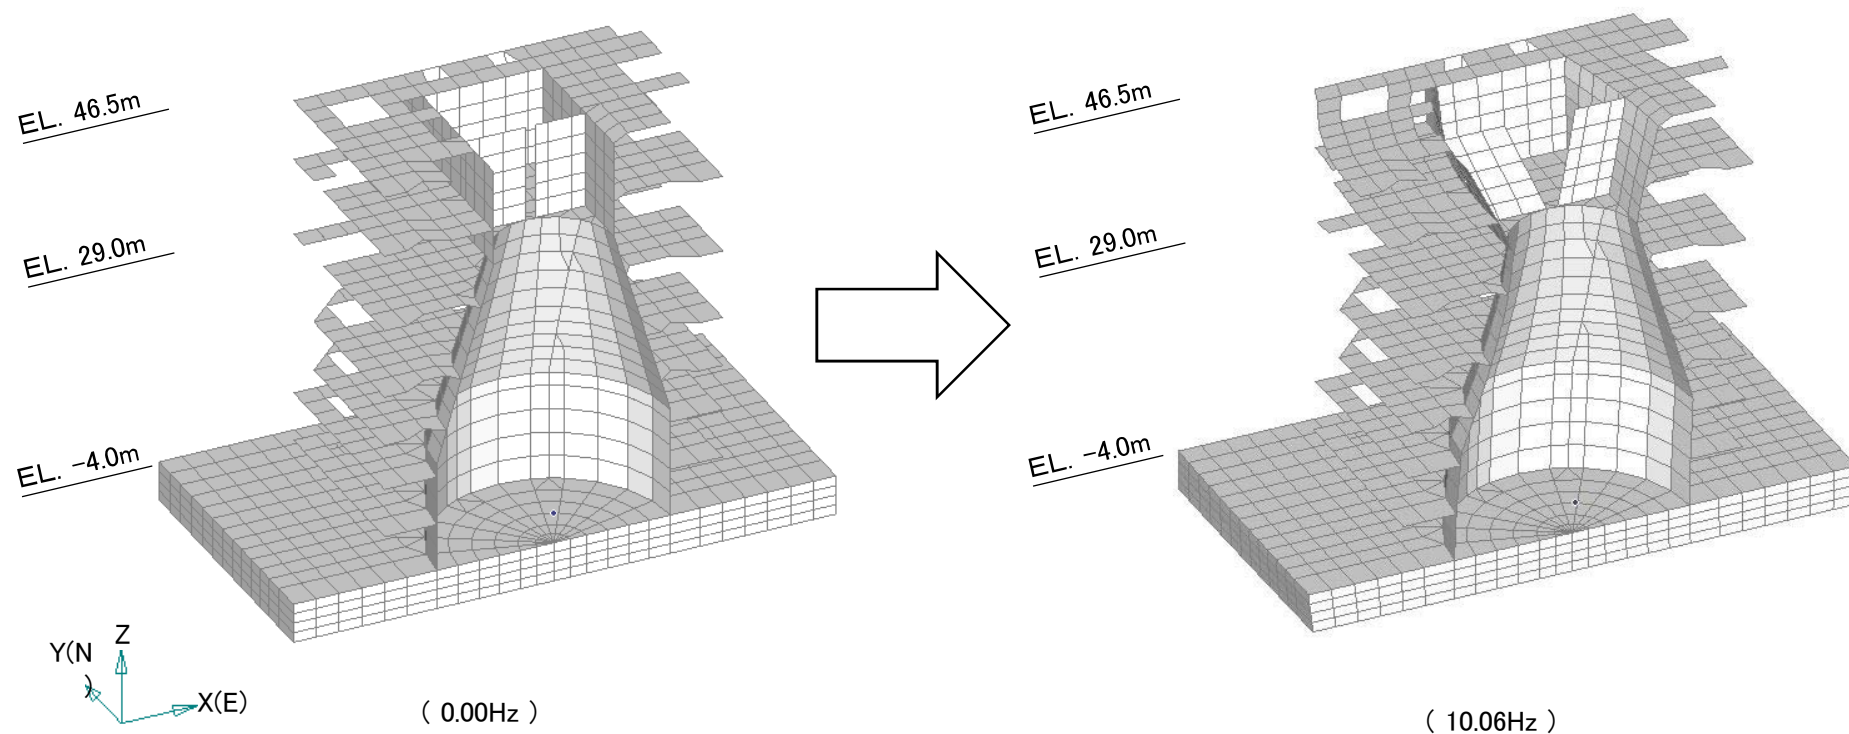 EL. 46.5m
EL. 29.0m
EL. -4.0m
Y(N
)
Z
X(E)
( 0.00Hz )
EL. 46.5m
EL. 29.0m
EL. -4.0m
( 10.06Hz )